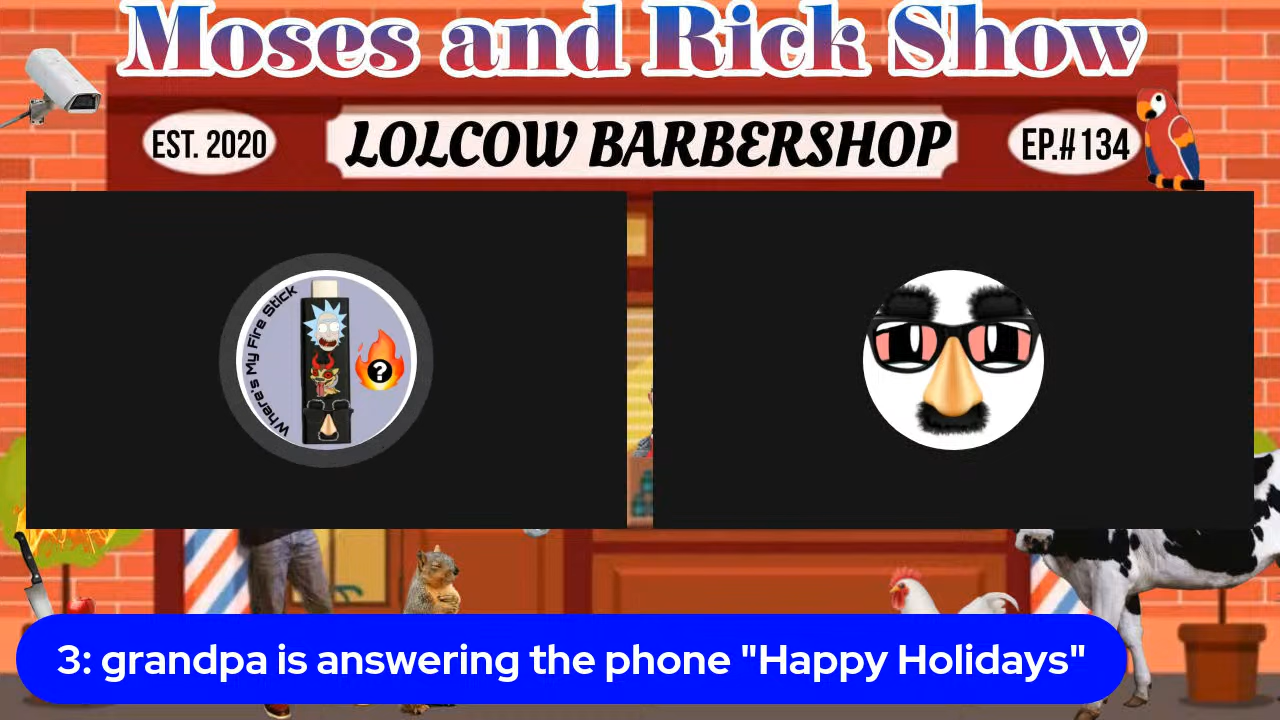 Moses and Rick Show
EST. 2020
LOLCOW BARBERSHOP
EP.#134
Where's My Fire Stick
?
3: grandpa is answering the phone "Happy Holidays"